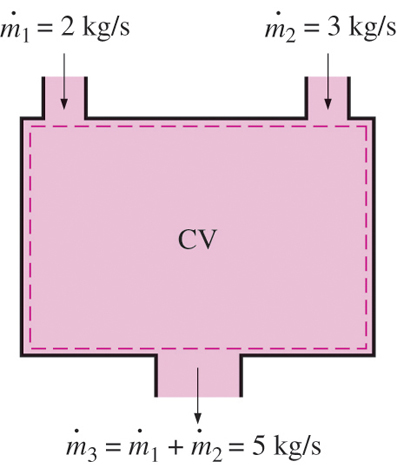 ṁ₁ = 2 kg/s
ṁ₂ = 3 kg/s
CV
ṁ₃ = ṁ₁ + ṁ₂ = 5 kg/s